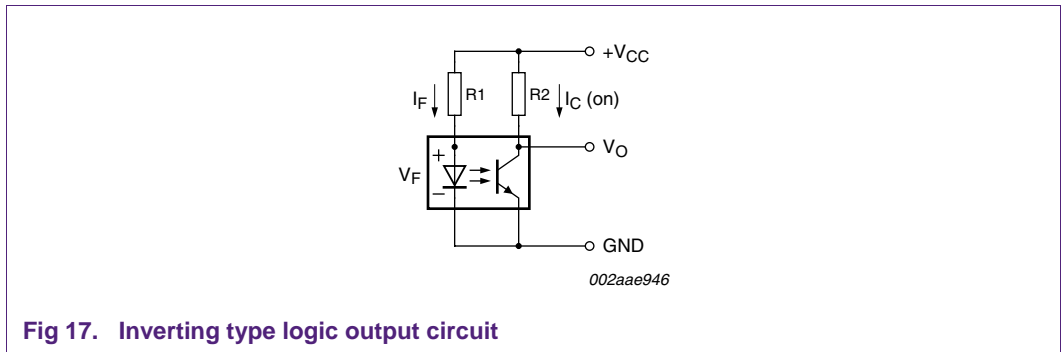 +VCC
IF R1 R2 IC (on)
VO
+
VF
–
GND
002aae946
Fig 17. Inverting type logic output circuit